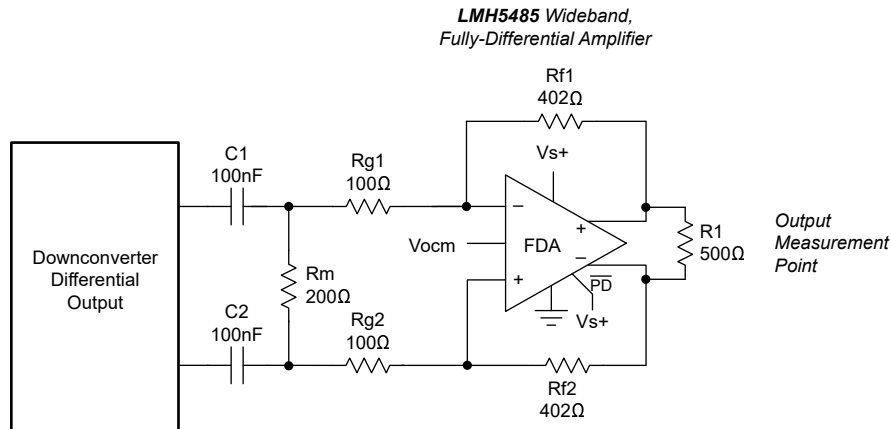 LMH5485 Wideband,
Fully-Differential Amplifier
Rf1
402Ω
C1
100nF
Rg1
100Ω
Vs+
−
+
Vocm
FDA
R1
500Ω
Output
Measurement
Point
Downconverter
Differential
Output
Rm
200Ω
−
+
PD
Vs+
C2
100nF
Rg2
100Ω
Rf2
402Ω